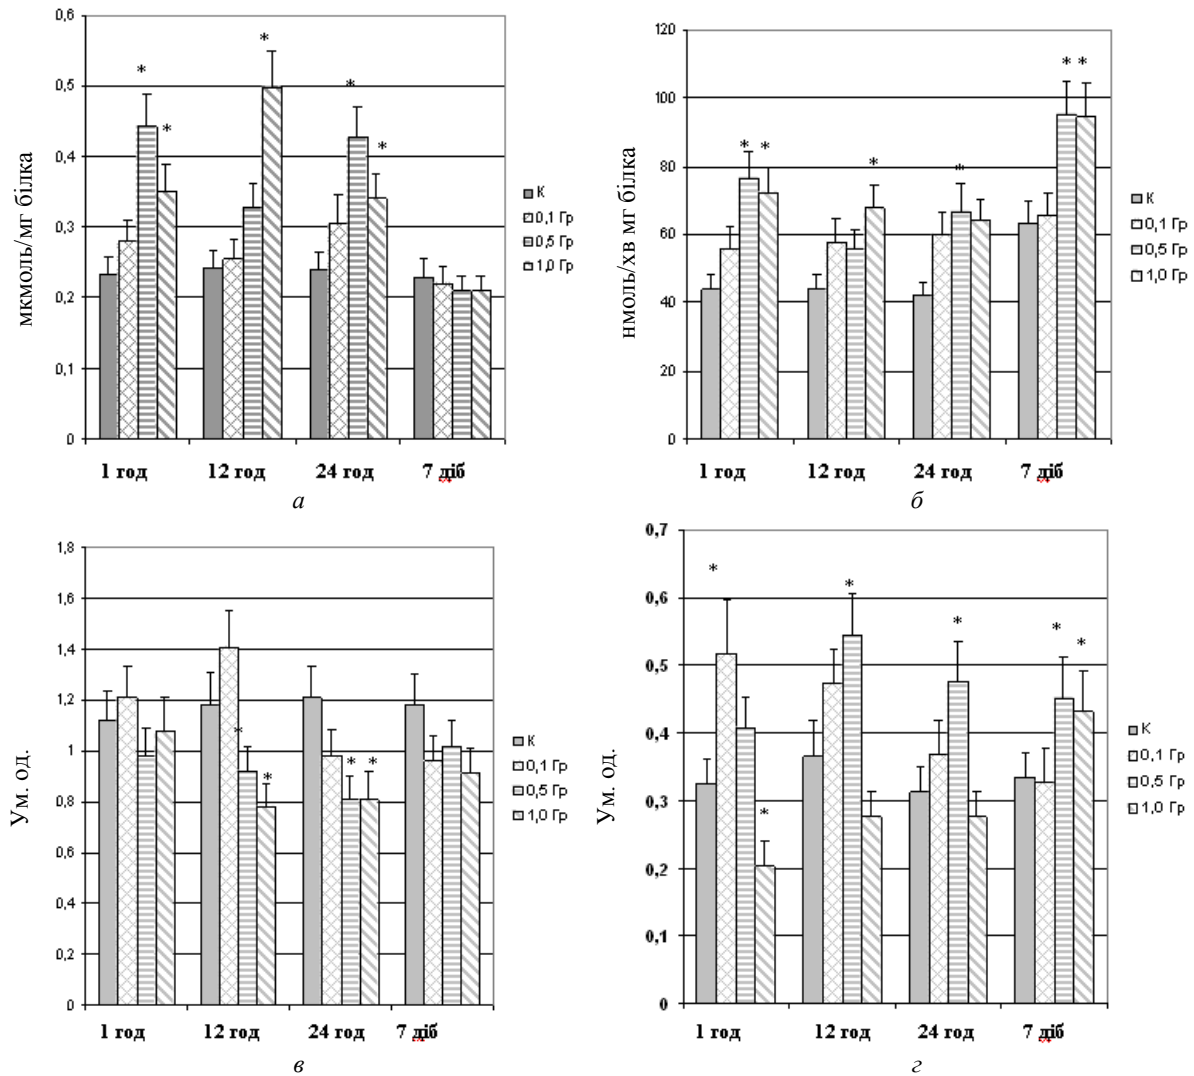 0,6
0,5
0,4
0,3
0,2
0,1
0
мкмоль/мг білка
* * * * *
1 год 12 год 24 год 7 діб
К
0,1 Гр
0,5 Гр
1,0 Гр
а
120
100
80
60
40
20
0
нмоль/хв мг білка
* * * * * *
1 год 12 год 24 год 7 діб
К
0,1 Гр
0,5 Гр
1,0 Гр
б
1,8
1,6
1,4
1,2
1
0,8
0,6
0,4
0,2
0
Ум. од.
* * * *
1 год 12 год 24 год 7 діб
К
0,1 Гр
0,5 Гр
1,0 Гр
в
0,7
0,6
0,5
0,4
0,3
0,2
0,1
0
Ум. од.
* * * * * *
1 год 12 год 24 год 7 діб
К
0,1 Гр
0,5 Гр
1,0 Гр
г